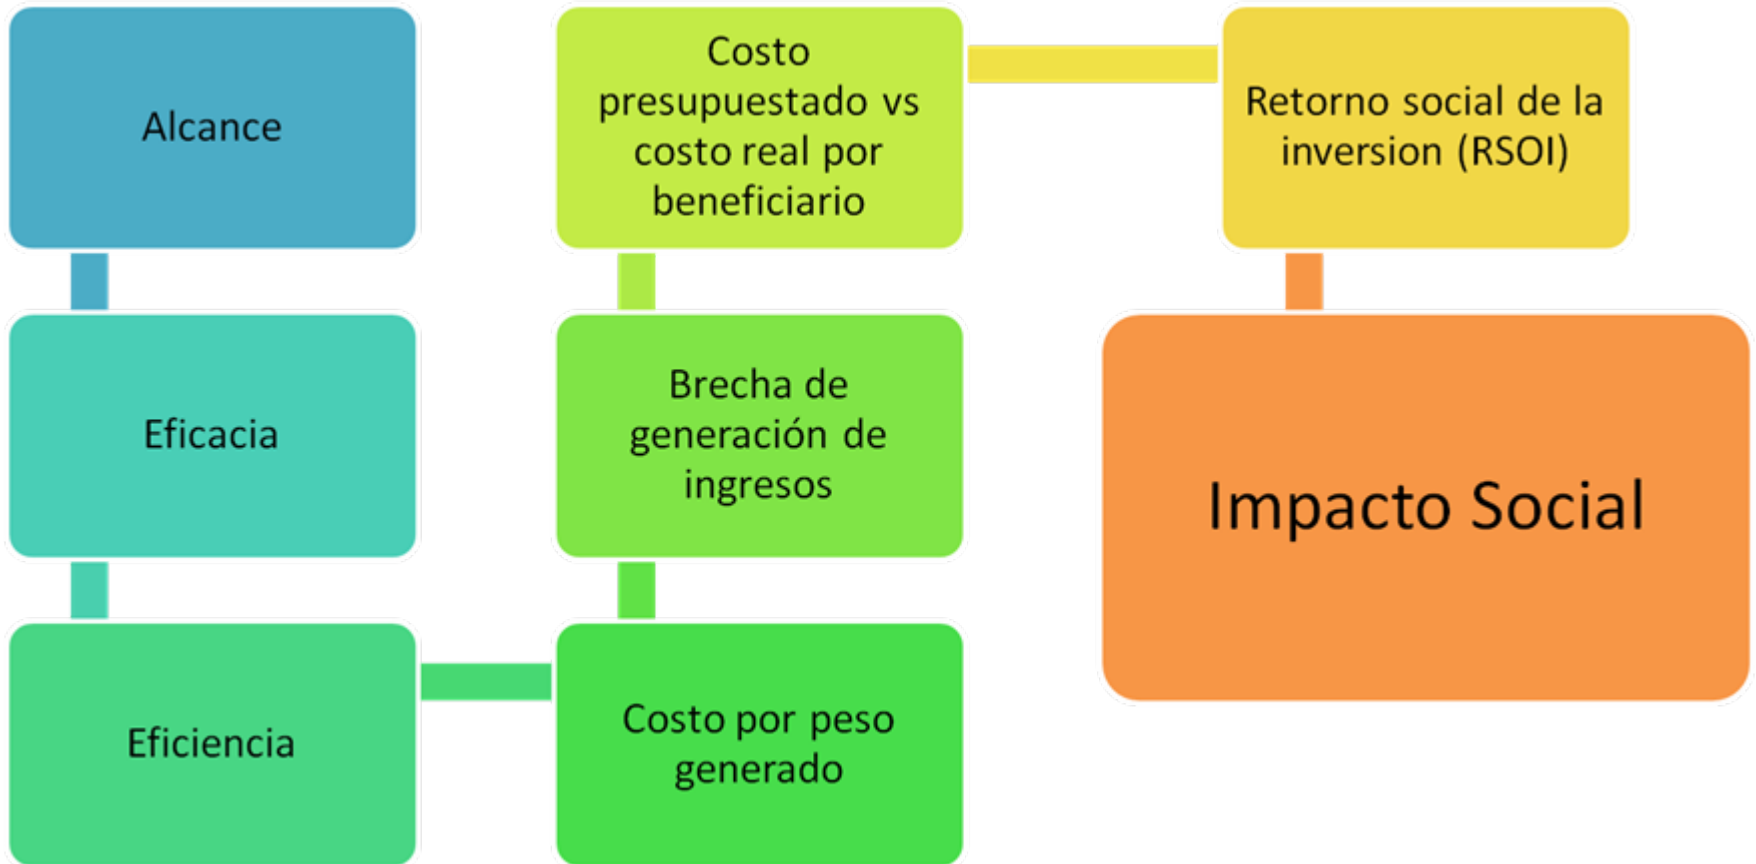 Alcance
Eficacia
Eficiencia
Costo por peso
generado
Brecha de
generación de
ingresos
Costo
presupuestado vs
costo real por
beneficiario
Retorno social de la
inversion (RSOI)
Impacto Social